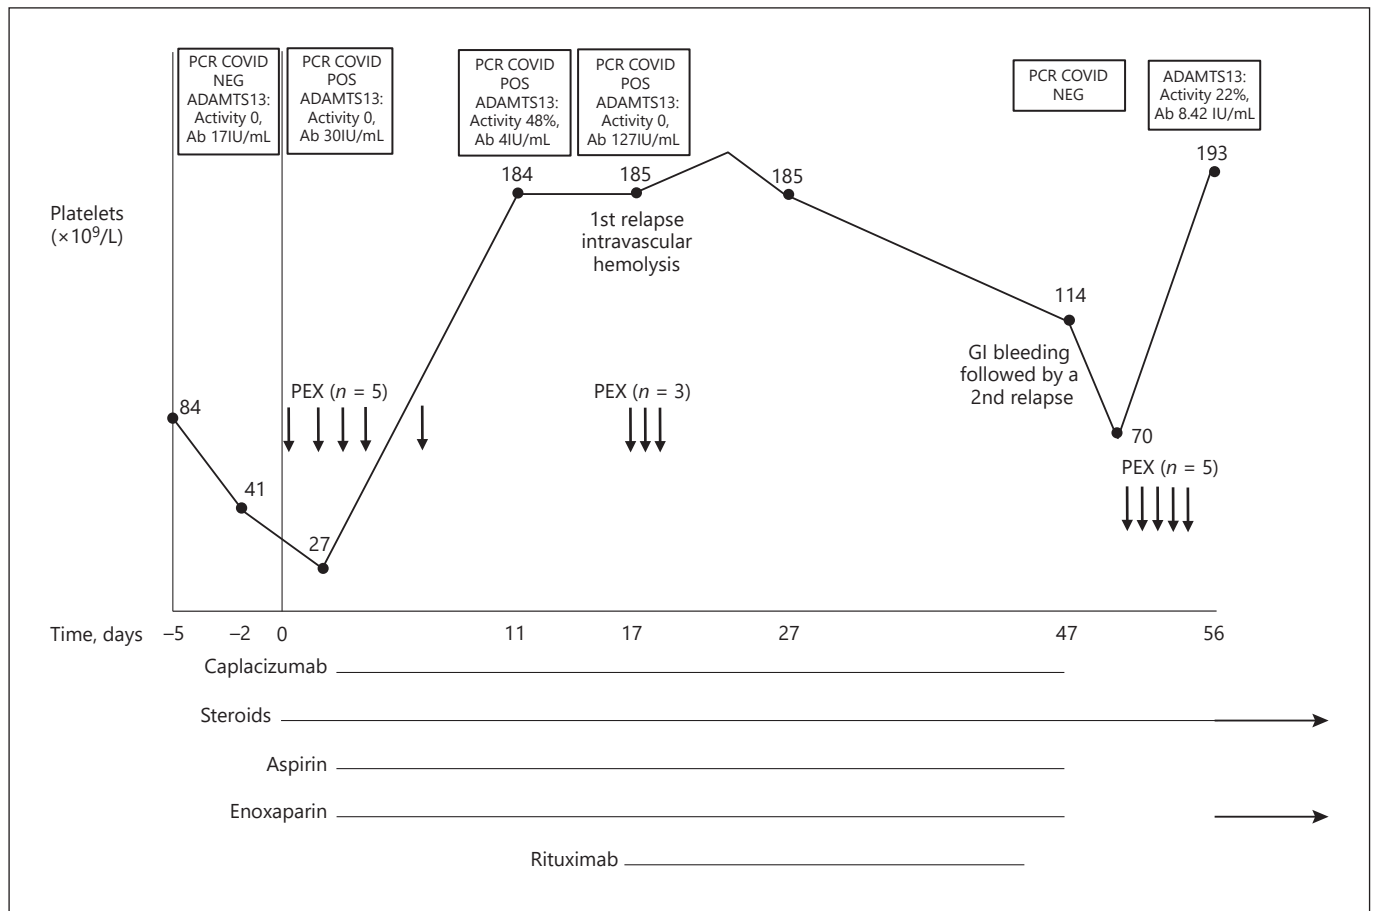 PCR COVID
NEG
ADAMTS13:
Activity 0,
Ab 17IU/mL
PCR COVID
POS
ADAMTS13:
Activity 0,
Ab 30IU/mL
PCR COVID
POS
ADAMTS13:
Activity 48%,
Ab 4IU/mL
PCR COVID
POS
ADAMTS13:
Activity 0,
Ab 127IU/mL
PCR COVID
NEG
ADAMTS13:
Activity 22%,
Ab 8.42 IU/mL
Platelets
(×10⁹/L)
84
41
27
184
185
185
114
70
193
1st relapse
intravascular
hemolysis
GI bleeding
followed by a
2nd relapse
PEX (n = 5)
PEX (n = 3)
PEX (n = 5)
Time, days −5 −2 0 11 17 27 47 56
Caplacizumab
Steroids
Aspirin
Enoxaparin
Rituximab